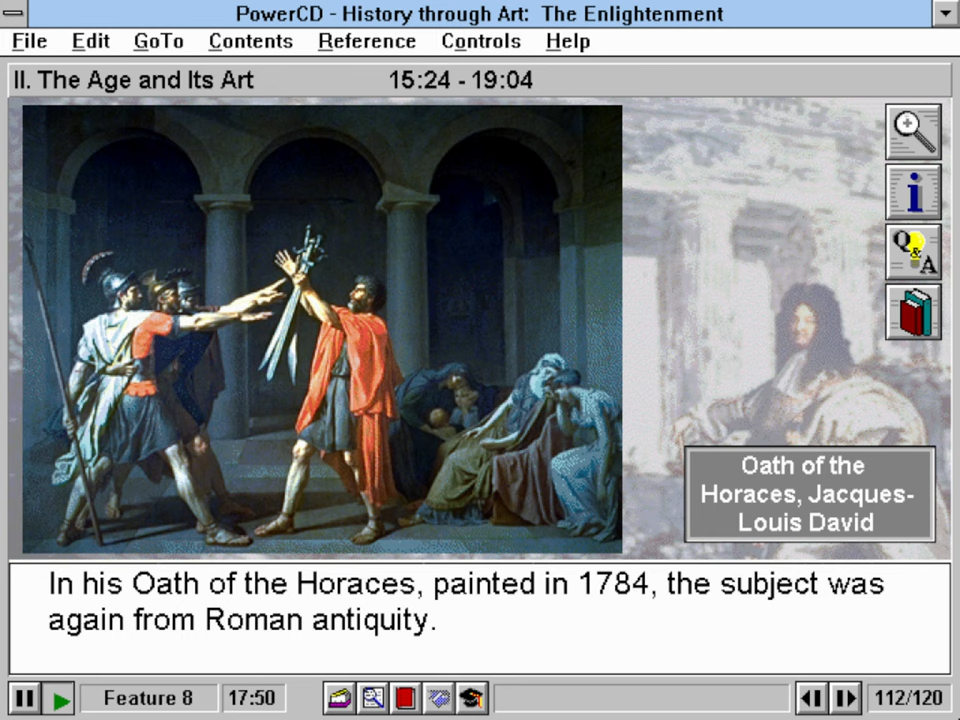 PowerCD - History through Art: The Enlightenment
File Edit GoTo Contents Reference Controls Help
II. The Age and Its Art 15:24 - 19:04
i
Q & A
Oath of the
Horaces, Jacques-
Louis David
In his Oath of the Horaces, painted in 1784, the subject was
again from Roman antiquity.
Feature 8 17:50 112/120